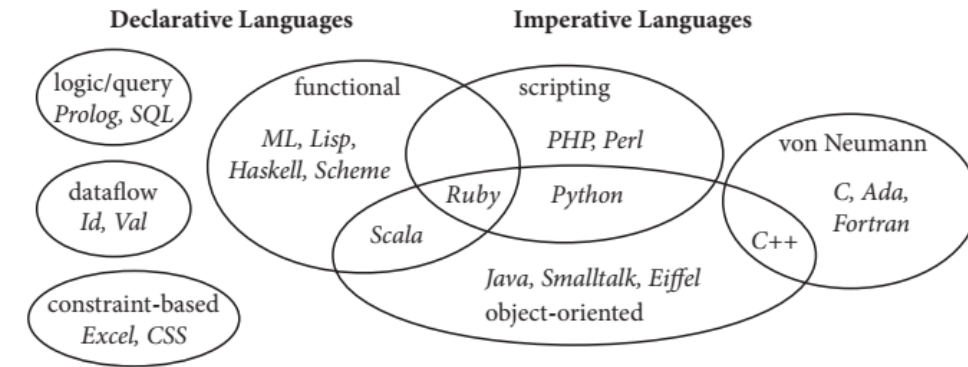 Declarative Languages
Imperative Languages
logic/query
Prolog, SQL
dataflow
Id, Val
constraint-based
Excel, CSS
functional
ML, Lisp,
Haskell, Scheme
Ruby
Scala
scripting
PHP, Perl
Python
Java, Smalltalk, Eiffel
object-oriented
von Neumann
C, Ada,
Fortran
C++